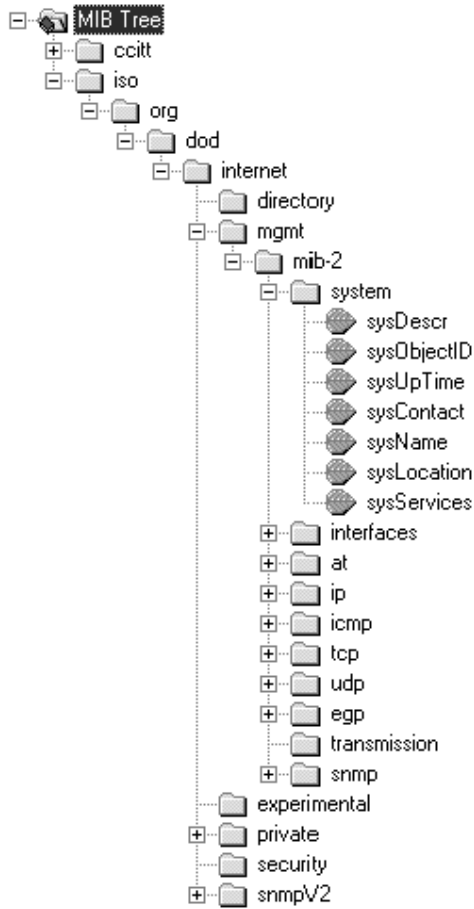 MIB Tree
ccitt
iso
org
dod
internet
directory
mgmt
mib-2
system
sysDescr
sysObjectID
sysUpTime
sysContact
sysName
sysLocation
sysServices
interfaces
at
ip
icmp
tcp
udp
egp
transmission
snmp
experimental
private
security
snmpV2